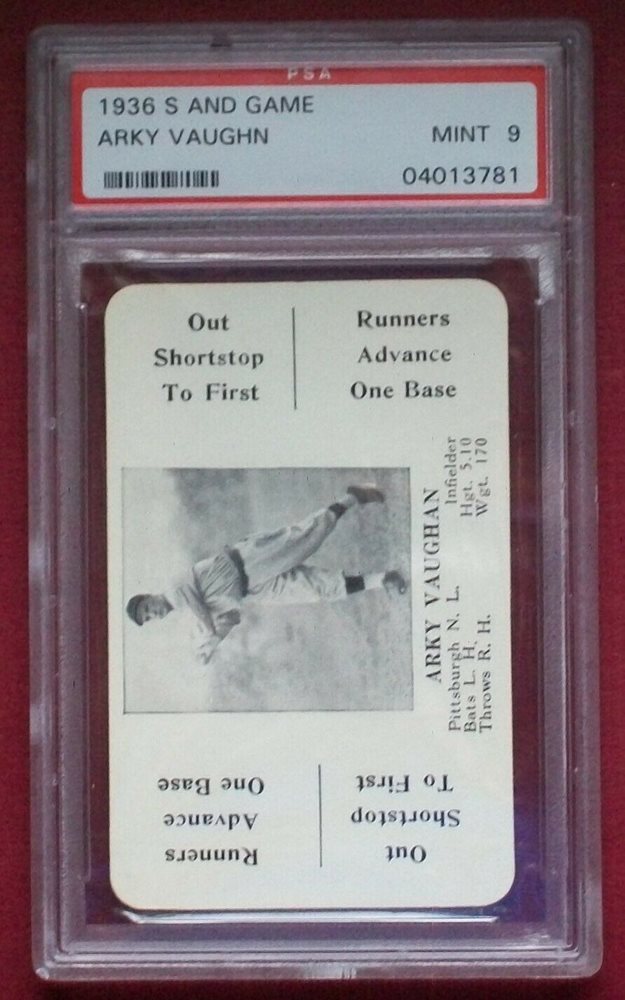 PSA
1936 S AND GAME
ARKY VAUGHN MINT 9
04013781
Out
Shortstop
To First
Runners
Advance
One Base
ARKY VAUGHAN
Pittsburgh N. L. Infielder
Bats L. H. Hgt. 5.10
Throws R. H. Wgt. 170
Out
Shortstop
To First
Runners
Advance
One Base